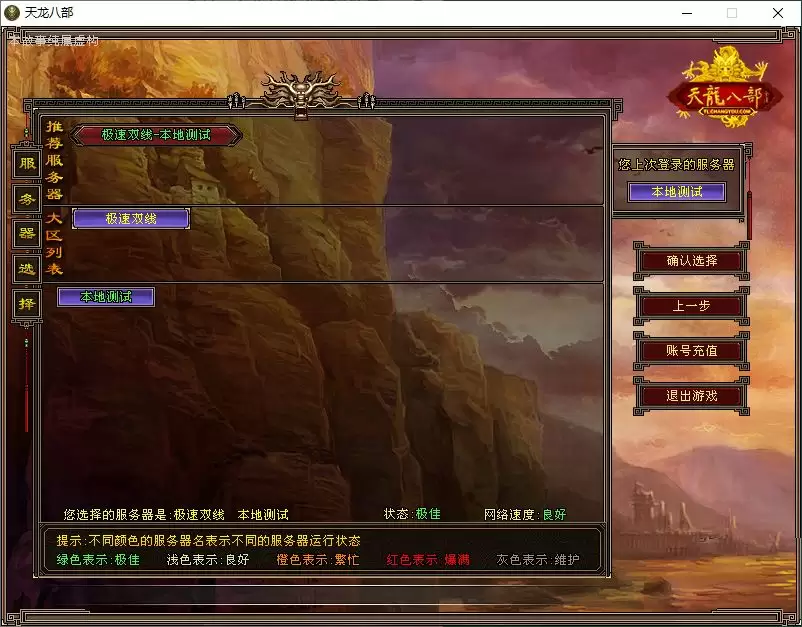 天龙八部
本故事纯属虚构
天龍八部
TL.CHANGYOU.COM
服务器选择
推荐服务器
极速双线-本地测试
大区列表
极速双线
本地测试
您上次登录的服务器
本地测试
确认选择
上一步
账号充值
退出游戏
您选择的服务器是:极速双线 本地测试 状态:极佳 网络速度:良好
提示:不同颜色的服务器名表示不同的服务器运行状态
绿色表示:极佳 浅色表示:良好 橙色表示:繁忙 红色表示:爆满 灰色表示:维护